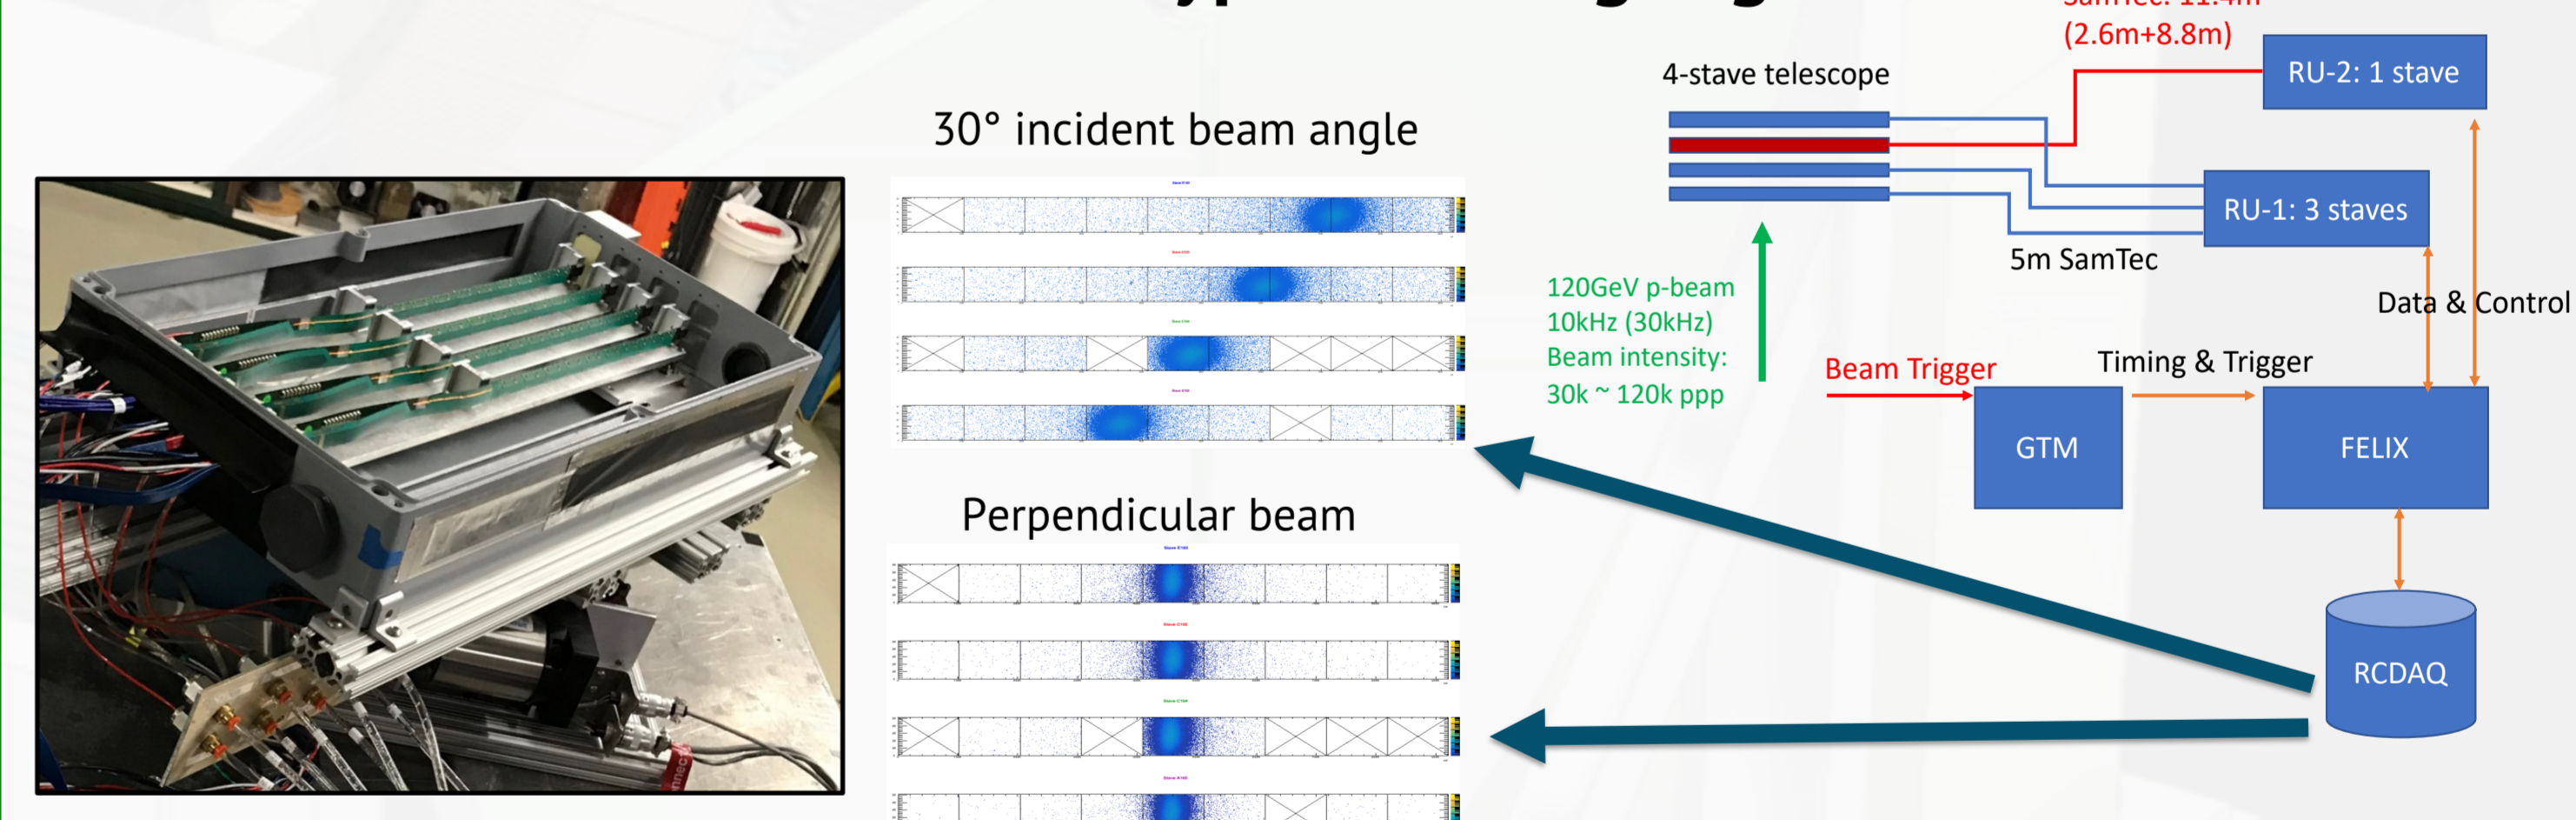 (2.6m+8.8m)
RU-2: 1 stave
4-stave telescope
30° incident beam angle
RU-1: 3 staves
5m SamTec
120GeV p-beam
10kHz (30kHz)
Beam intensity:
30k ~ 120k ppp
Data & Control
Beam Trigger
Timing & Trigger
GTM
FELIX
Perpendicular beam
RCDAQ